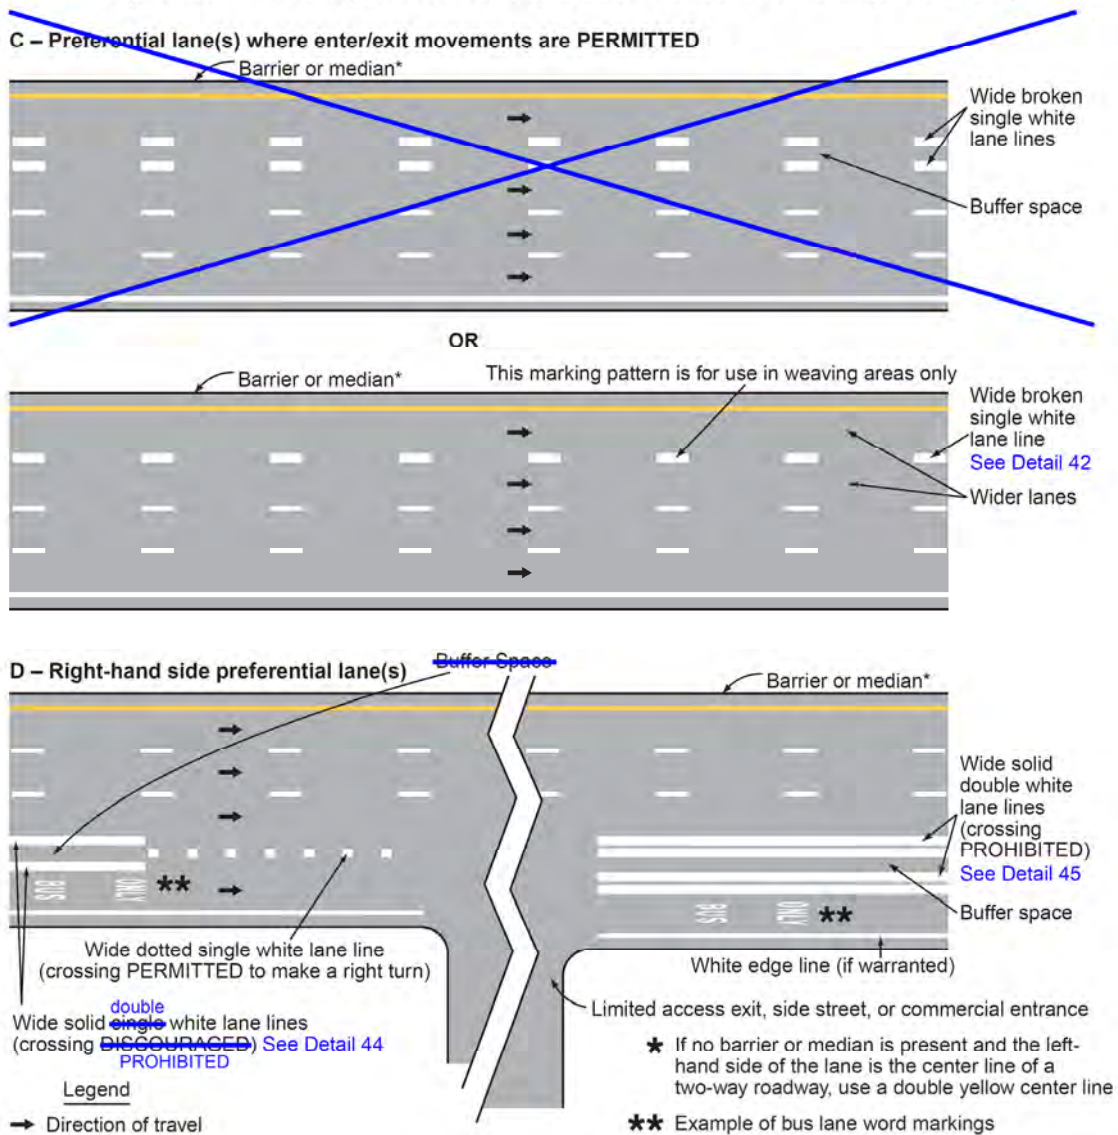 C – Preferential lane(s) where enter/exit movements are PERMITTED
Barrier or median*
Wide broken
single white
lane lines
Buffer space
OR
Barrier or median*
This marking pattern is for use in weaving areas only
Wide broken
single white
lane line
See Detail 42
Wider lanes
D – Right-hand side preferential lane(s)
Buffer Space
Barrier or median*
Wide solid
double white
lane lines
(crossing
PROHIBITED)
See Detail 45
Buffer space
BUS
ONLY
**
BUS
ONLY
**
Wide dotted single white lane line
(crossing PERMITTED to make a right turn)
White edge line (if warranted)
double
Wide solid single white lane lines
(crossing DISCOURAGED) See Detail 44
PROHIBITED
Limited access exit, side street, or commercial entrance
* If no barrier or median is present and the left-
hand side of the lane is the center line of a
two-way roadway, use a double yellow center line
Legend
→ Direction of travel
** Example of bus lane word markings